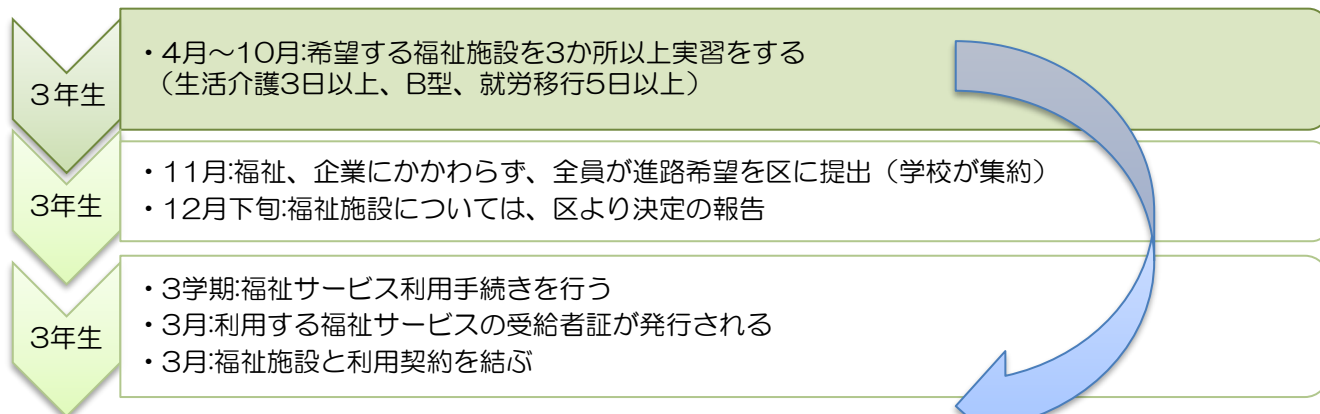 3年生
・4月～10月:希望する福祉施設を3か所以上実習をする
（生活介護3日以上、B型、就労移行5日以上）
3年生
・11月:福祉、企業にかかわらず、全員が進路希望を区に提出（学校が集約）
・12月下旬:福祉施設については、区より決定の報告
3年生
・3学期:福祉サービス利用手続きを行う
・3月:利用する福祉サービスの受給者証が発行される
・3月:福祉施設と利用契約を結ぶ